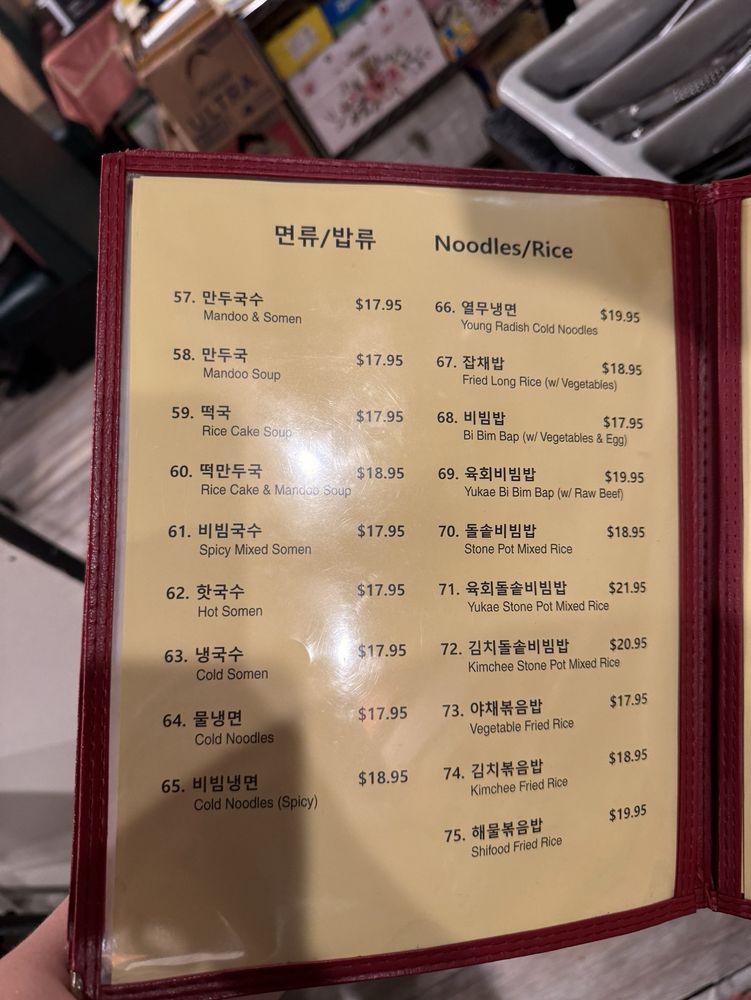 ULTRA
면류/밥류 Noodles/Rice
57. 만두국수 $17.95
Mandoo & Somen
58. 만두국 $17.95
Mandoo Soup
59. 떡국 $17.95
Rice Cake Soup
60. 떡만두국 $18.95
Rice Cake & Mandoo Soup
61. 비빔국수 $17.95
Spicy Mixed Somen
62. 핫국수 $17.95
Hot Somen
63. 냉국수 $17.95
Cold Somen
64. 물냉면 $17.95
Cold Noodles
65. 비빔냉면 $18.95
Cold Noodles (Spicy)
66. 열무냉면 $19.95
Young Radish Cold Noodles
67. 잡채밥 $18.95
Fried Long Rice (w/ Vegetables)
68. 비빔밥 $17.95
Bi Bim Bap (w/ Vegetables & Egg)
69. 육회비빔밥 $19.95
Yukae Bi Bim Bap (w/ Raw Beef)
70. 돌솥비빔밥 $18.95
Stone Pot Mixed Rice
71. 육회돌솥비빔밥 $21.95
Yukae Stone Pot Mixed Rice
72. 김치돌솥비빔밥 $20.95
Kimchee Stone Pot Mixed Rice
73. 야채볶음밥 $17.95
Vegetable Fried Rice
74. 김치볶음밥 $18.95
Kimchee Fried Rice
75. 해물볶음밥 $19.95
Shifood Fried Rice